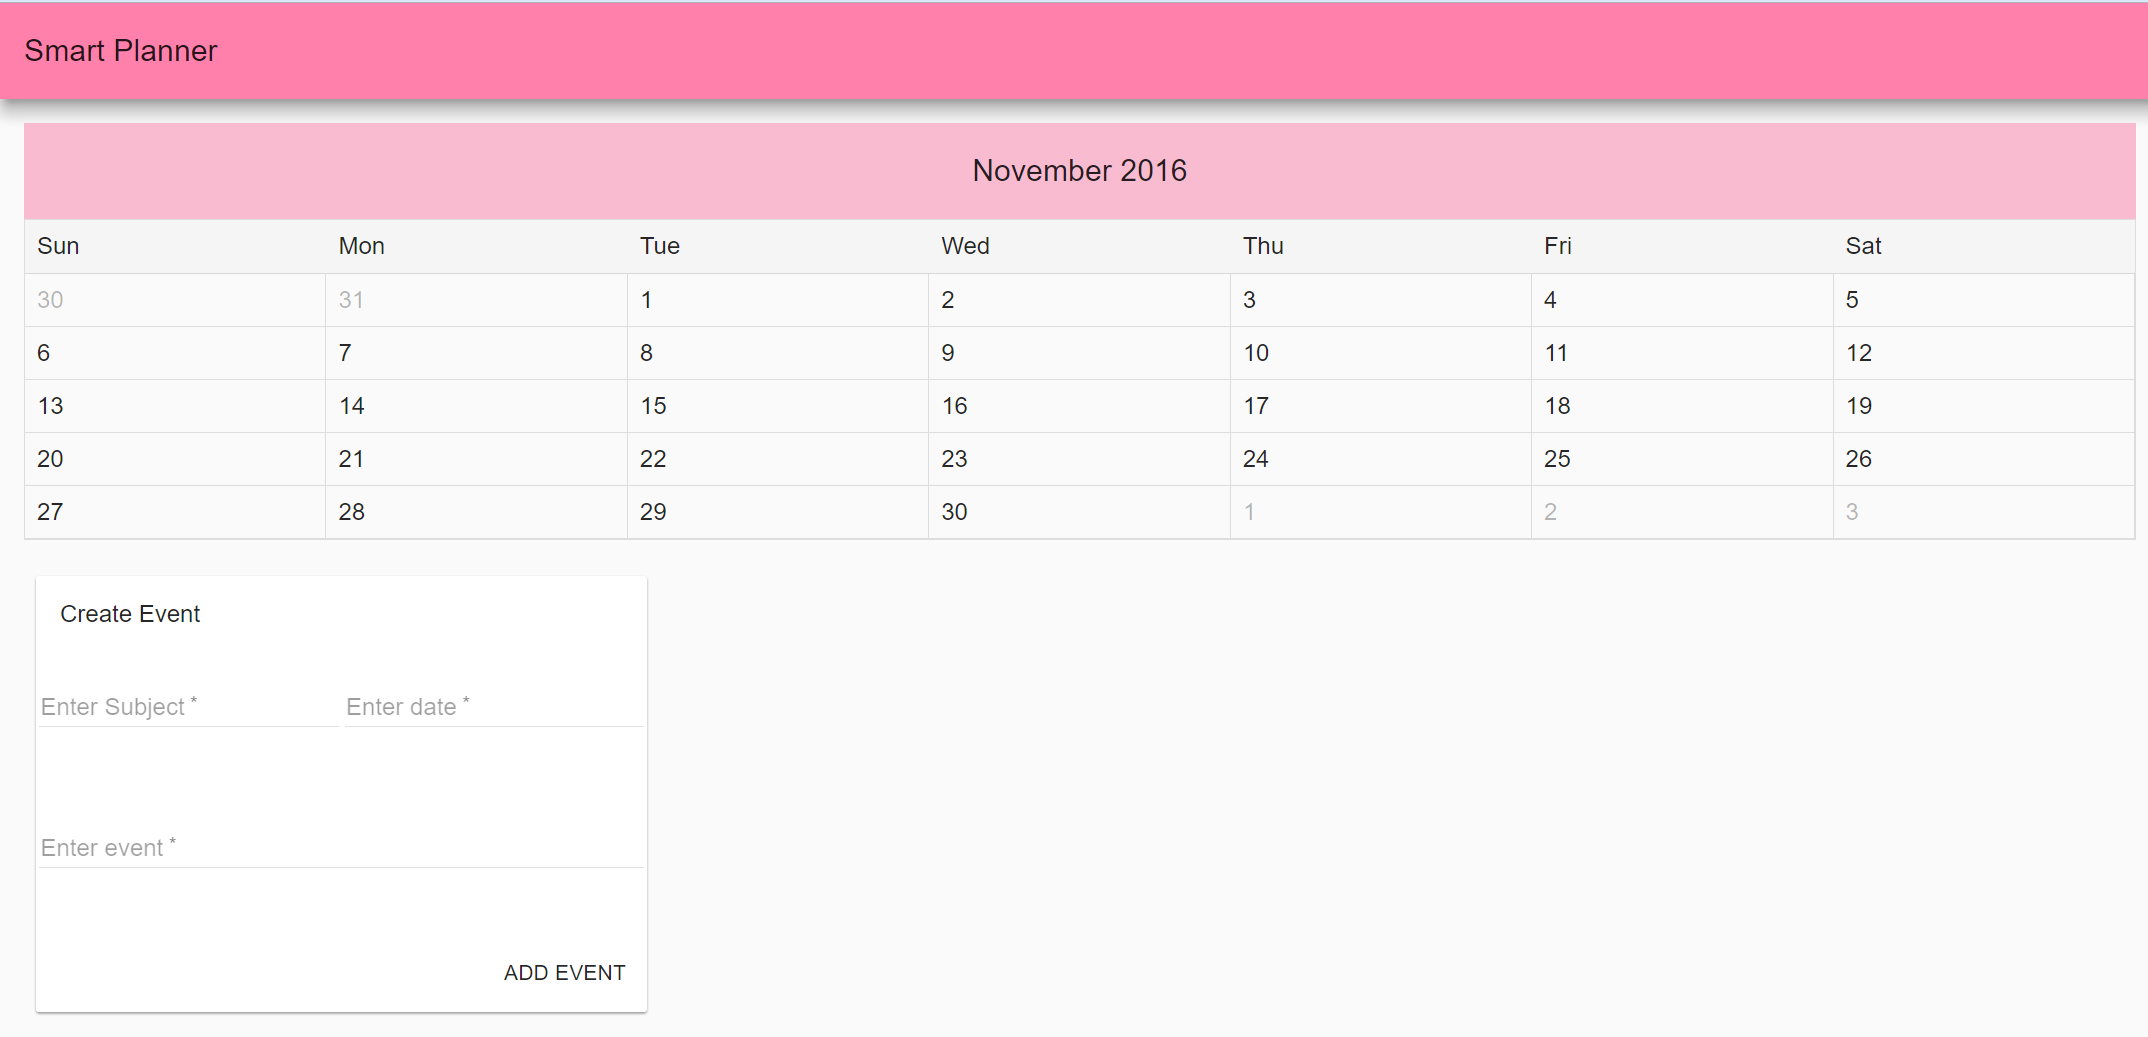 Smart Planner
November 2016
Sun Mon Tue Wed Thu Fri Sat
30 31 1 2 3 4 5
6 7 8 9 10 11 12
13 14 15 16 17 18 19
20 21 22 23 24 25 26
27 28 29 30 1 2 3
Create Event
Enter Subject * Enter date *
Enter event *
ADD EVENT